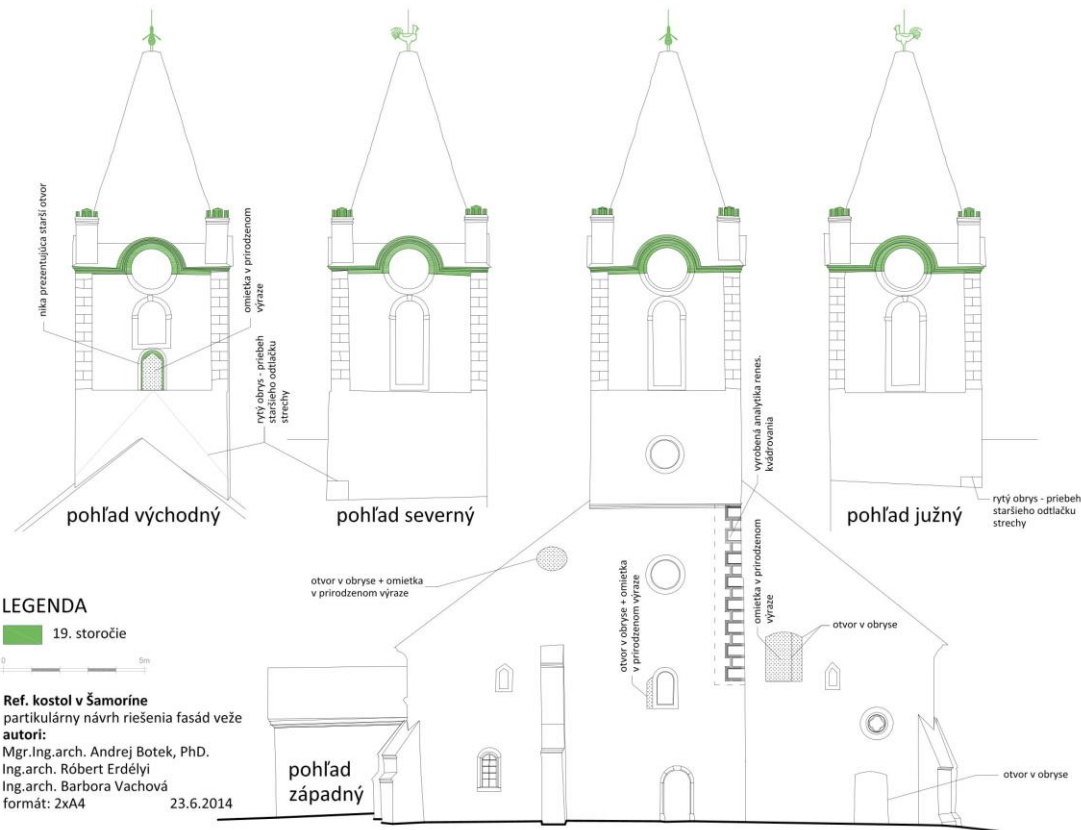 nika prezentujúca starší otvor
omietka v prirodzenom
výraze
rytý obrys - priebeh
staršieho odtlačku
strechy
pohľad východný
pohľad severný
vyrobená analytika renes.
kvádrovania
pohľad južný
rytý obrys - priebeh
staršieho odtlačku
strechy
otvor v obryse + omietka
v prirodzenom výraze
otvor v obryse + omietka
v prirodzenom výraze
omietka v prirodzenom
výraze
otvor v obryse
otvor v obryse
pohľad
západný
LEGENDA
19. storočie
0 5m
Ref. kostol v Šamoríne
partikulárny návrh riešenia fasád veže
autori:
Mgr.Ing.arch. Andrej Botek, PhD.
Ing.arch. Róbert Erdélyi
Ing.arch. Barbora Vachová
formát: 2xA4 23.6.2014